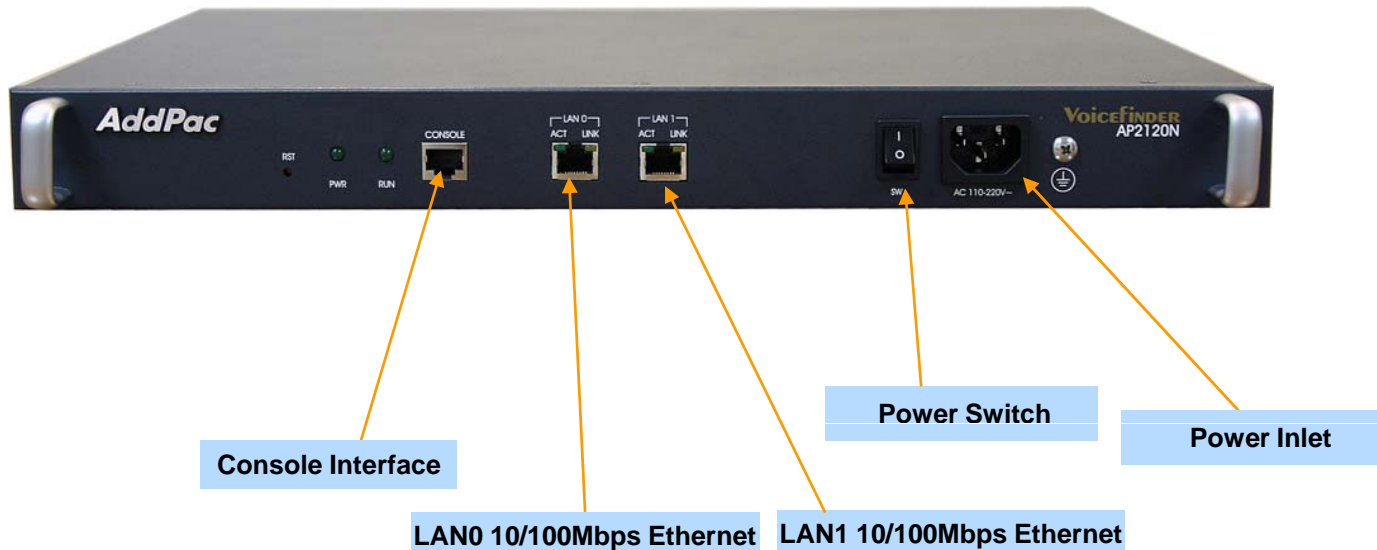 AddPac
VoiceFinder
AP2120N
RST
PWR
RUN
CONSOLE
LAN 0
ACT LINK
LAN 1
ACT LINK
I
O
SW
AC 110-220V~
Power Switch
Power Inlet
Console Interface
LAN0 10/100Mbps Ethernet
LAN1 10/100Mbps Ethernet